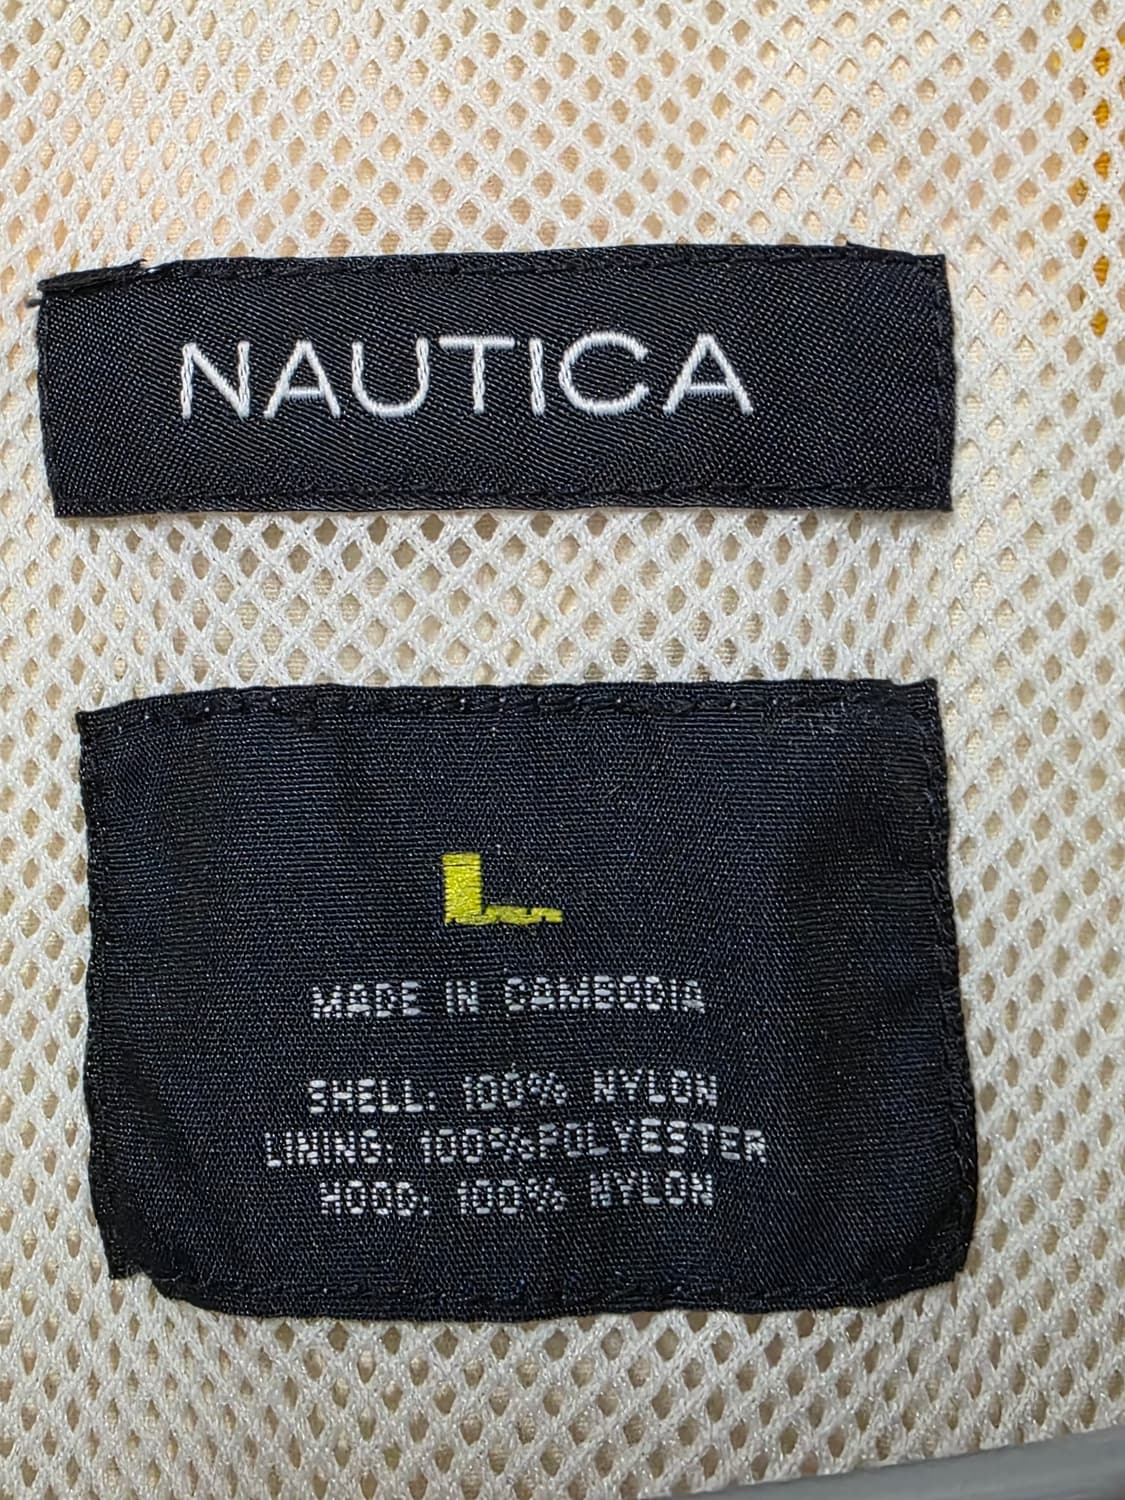 NAUTICA
L
MADE IN CAMBODIA
SHELL: 100% NYLON
LINING: 100%POLYESTER
HOOD: 100% NYLON